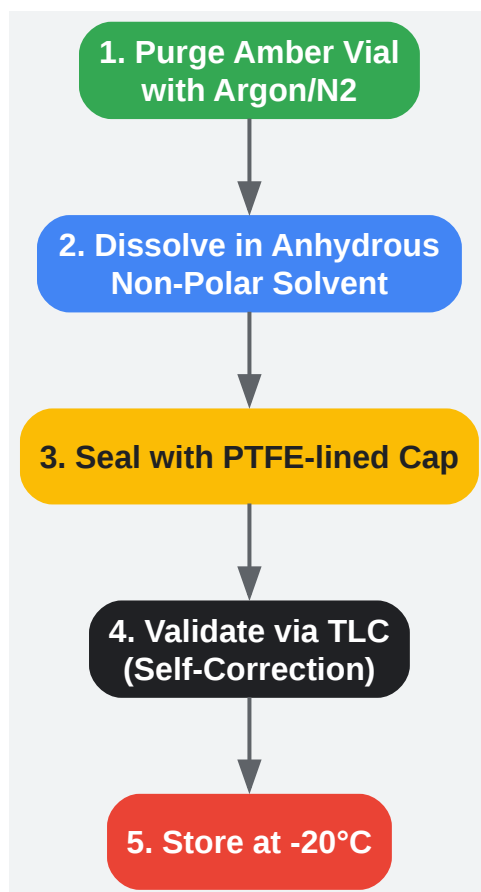 1. Purge Amber Vial
with Argon/N2
2. Dissolve in Anhydrous
Non-Polar Solvent
3. Seal with PTFE-lined Cap
4. Validate via TLC
(Self-Correction)
5. Store at -20°C